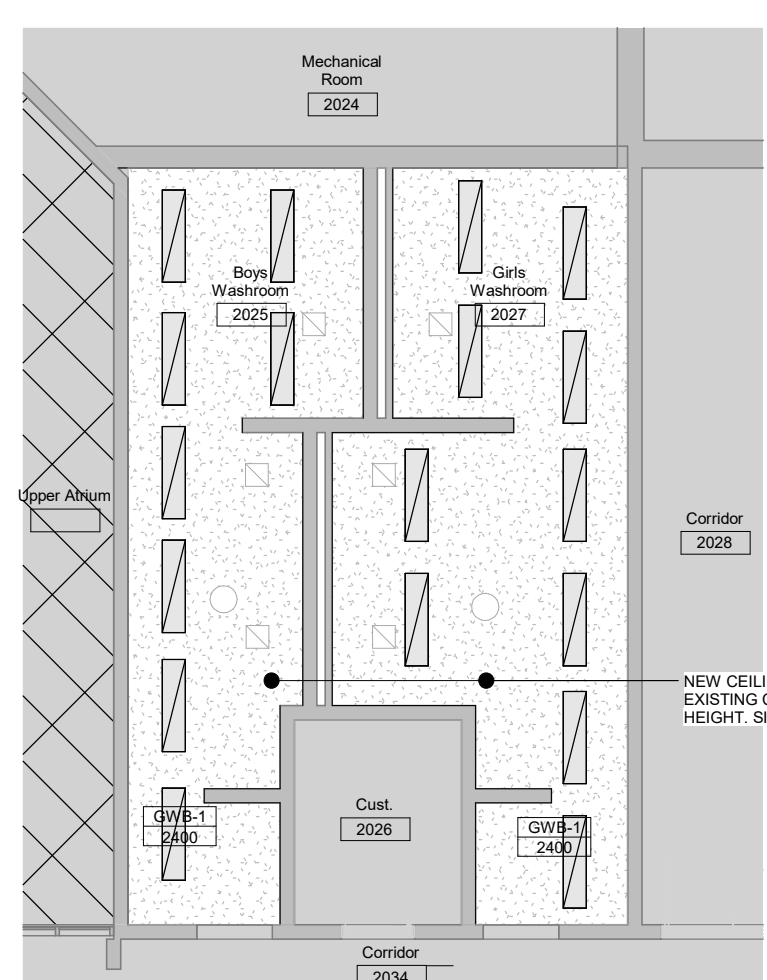 Mechanical
Room
2024
Boys
Washroom
2025
Girls
Washroom
2027
Upper Atrium
Corridor
2028
NEW CEILI
EXISTING
HEIGHT. SI
GWB-1
2400
Cust.
2026
GWB-1
2400
Corridor
2034